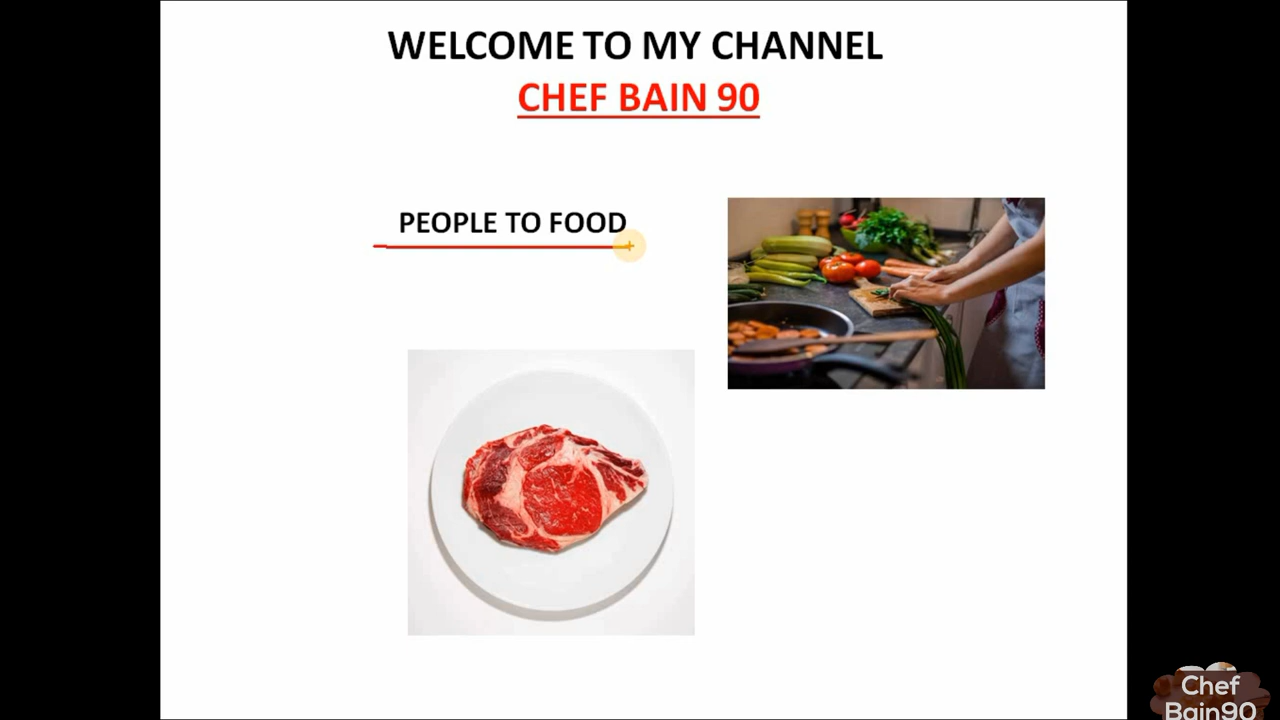 WELCOME TO MY CHANNEL
CHEF BAIN 90
PEOPLE TO FOOD
Chef
Bain90